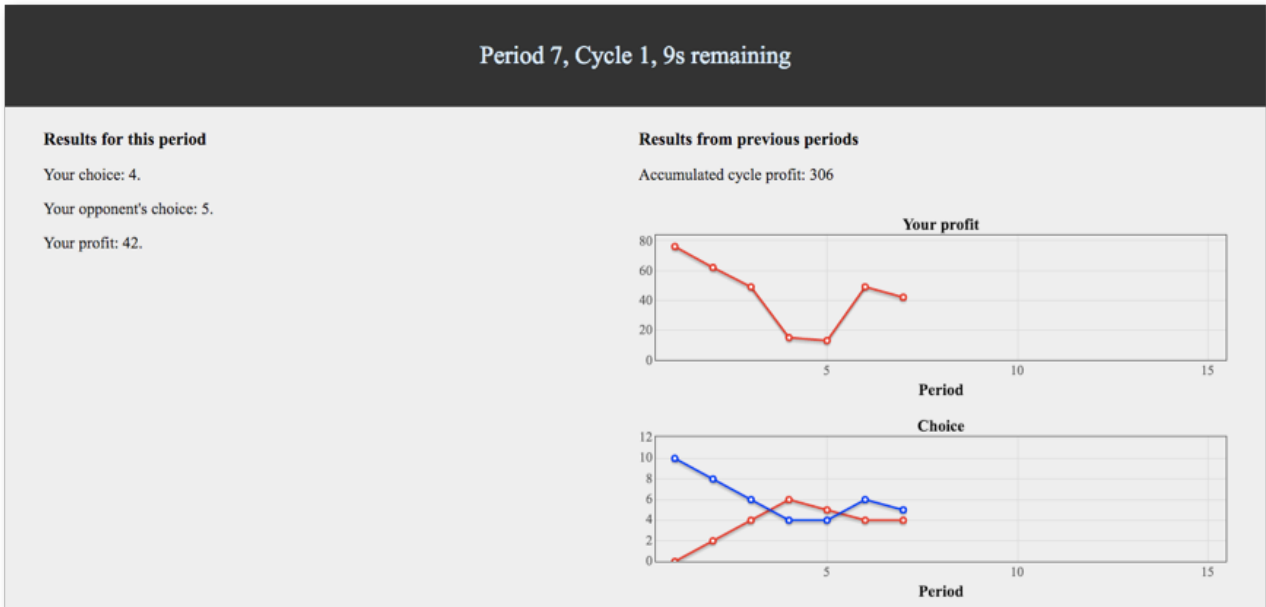 Period 7, Cycle 1, 9s remaining
Results for this period
Your choice: 4.
Your opponent's choice: 5.
Your profit: 42.
Results from previous periods
Accumulated cycle profit: 306
Your profit
80
60
40
20
0
5 10 15
Period
Choice
12
10
8
6
4
2
0
5 10 15
Period